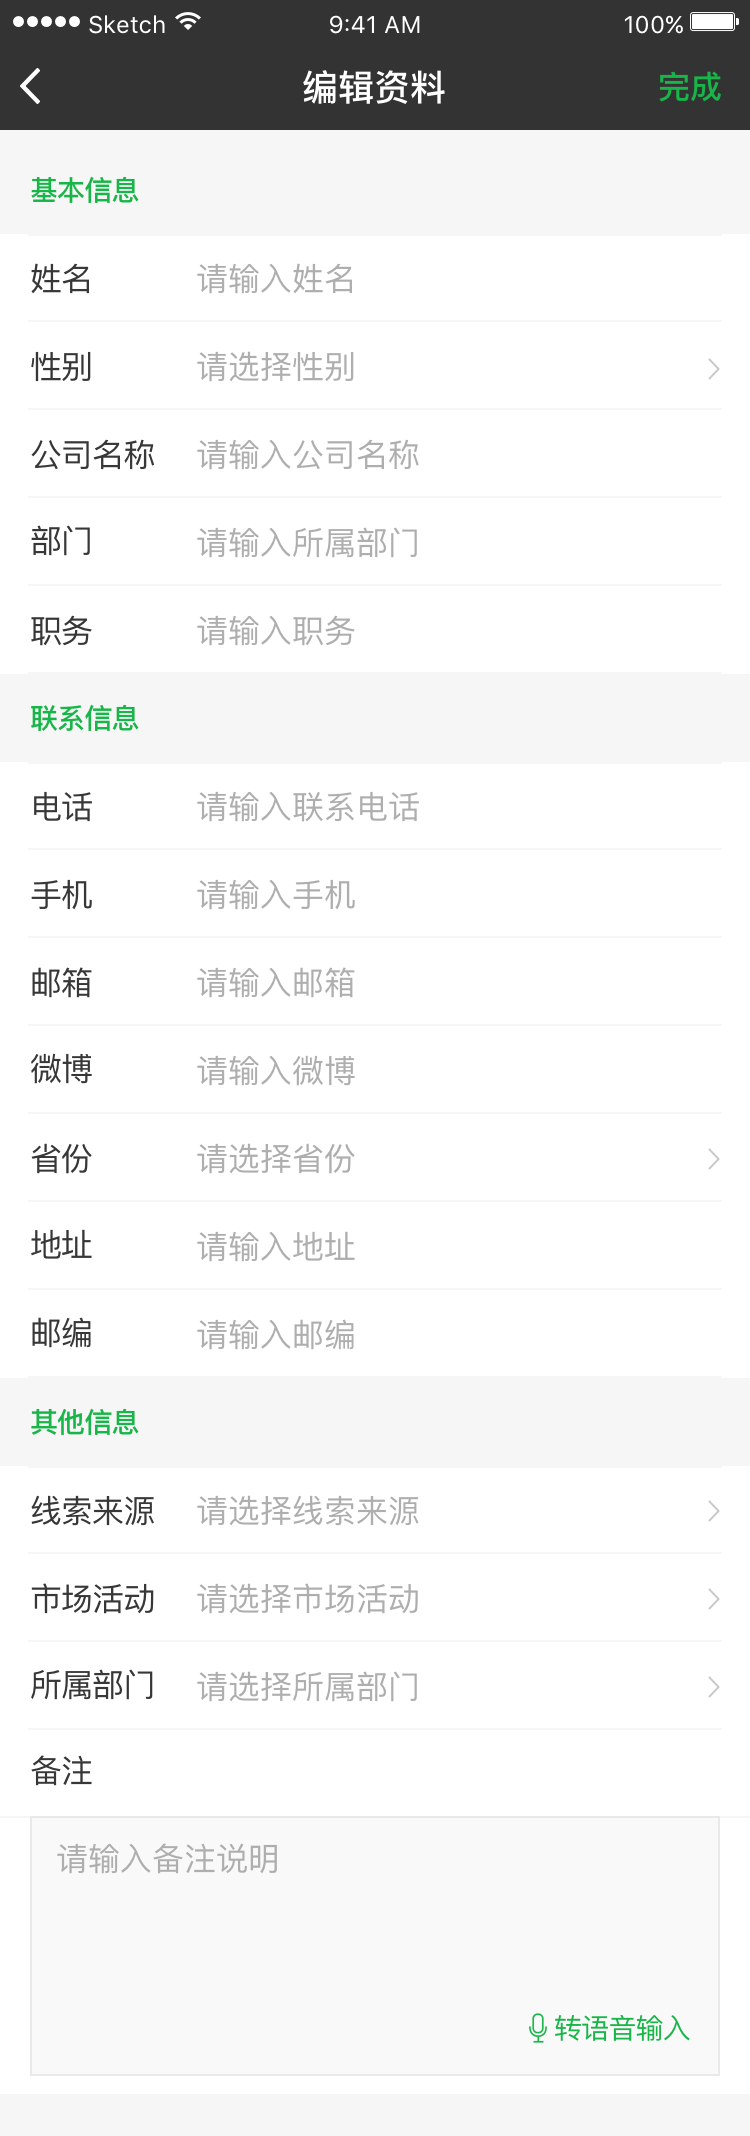 Sketch 9:41 AM 100%
编辑资料 完成
基本信息
姓名 请输入姓名
性别 请选择性别
公司名称 请输入公司名称
部门 请输入所属部门
职务 请输入职务
联系信息
电话 请输入联系电话
手机 请输入手机
邮箱 请输入邮箱
微博 请输入微博
省份 请选择省份
地址 请输入地址
邮编 请输入邮编
其他信息
线索来源 请选择线索来源
市场活动 请选择市场活动
所属部门 请选择所属部门
备注
请输入备注说明
转语音输入